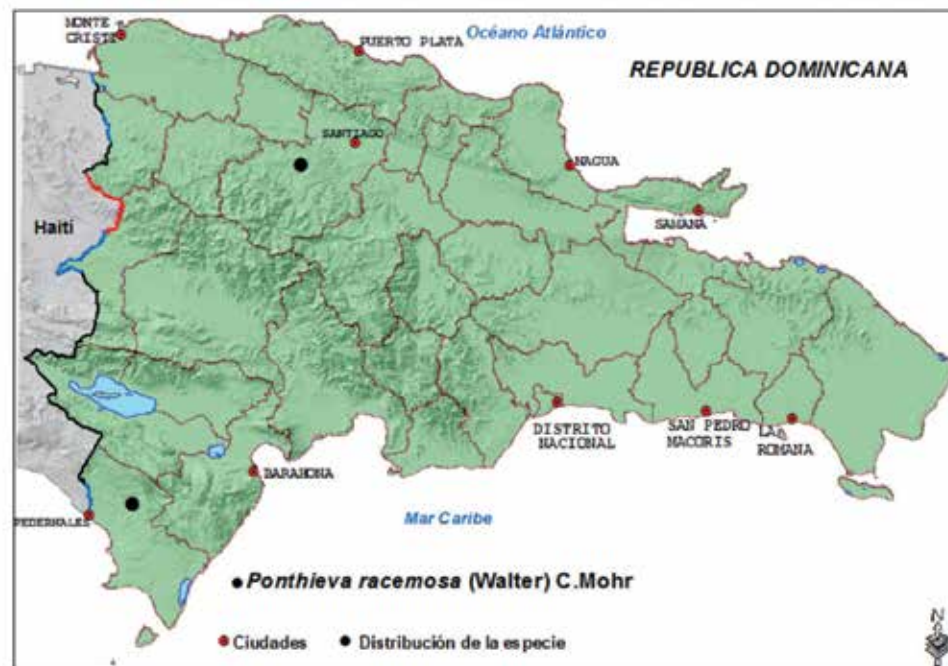 MONTE
CRISTI
PUERTO PLATA
Océano Atlántico
REPUBLICA DOMINICANA
SANTIAGO
NAGUA
SAMANA
Haití
DISTRITO
NACIONAL
SAN PEDRO
MACORIS
LA
ROMANA
BARAHONA
PEDERNALES
Mar Caribe
Ponthieva racemosa (Walter) C.Mohr
Ciudades
Distribución de la especie
N